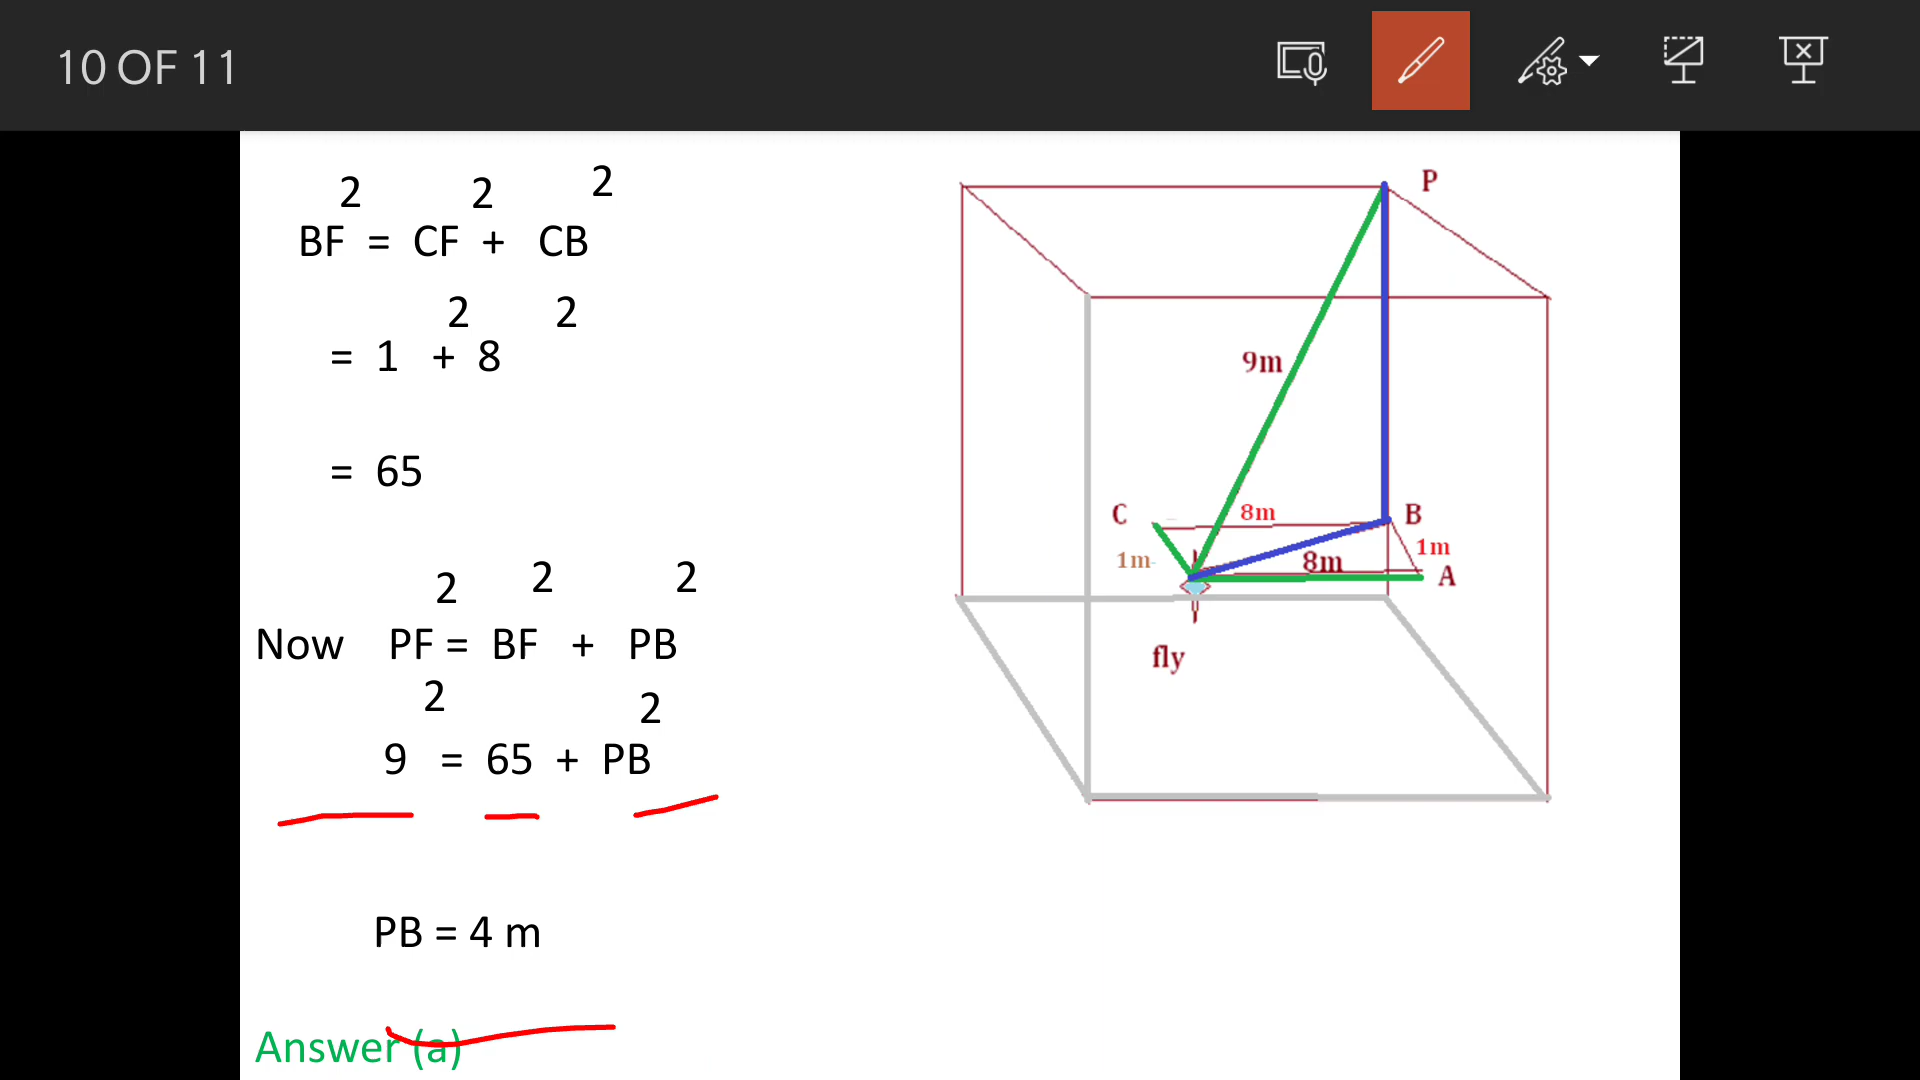 10 OF 11
2 2 2
BF = CF + CB
2 2
= 1 + 8
= 65
2 2 2
Now PF = BF + PB
2 2
9 = 65 + PB
PB = 4 m
Answer (a)
P
9m
C 8m B
1m 8m 1m
A
fly